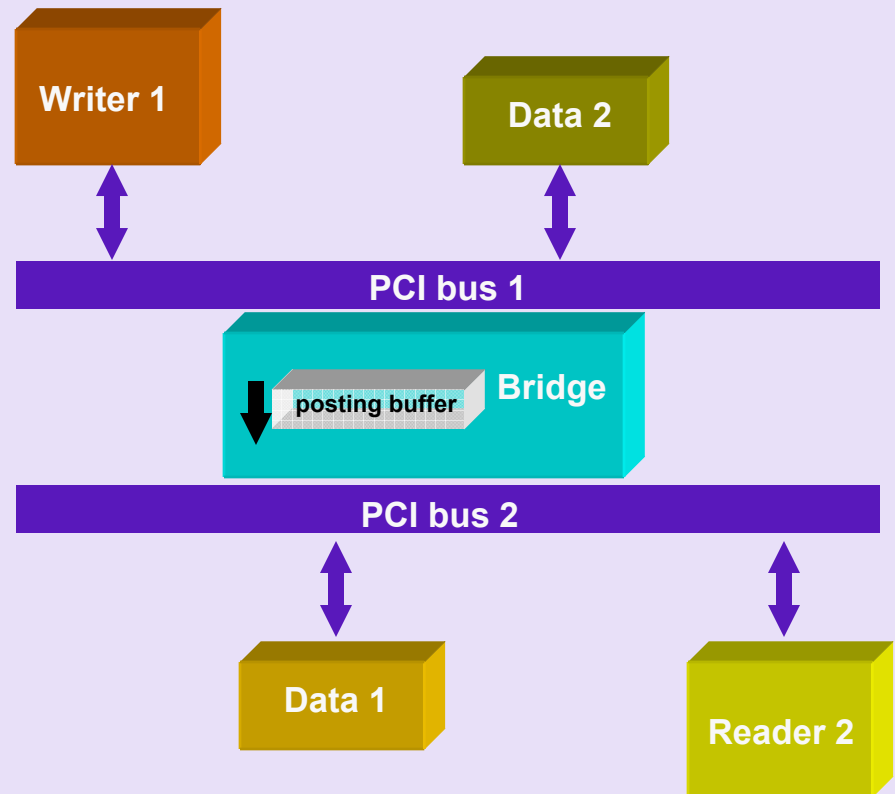 Writer 1
Data 2
PCI bus 1
Bridge
posting buffer
PCI bus 2
Data 1
Reader 2